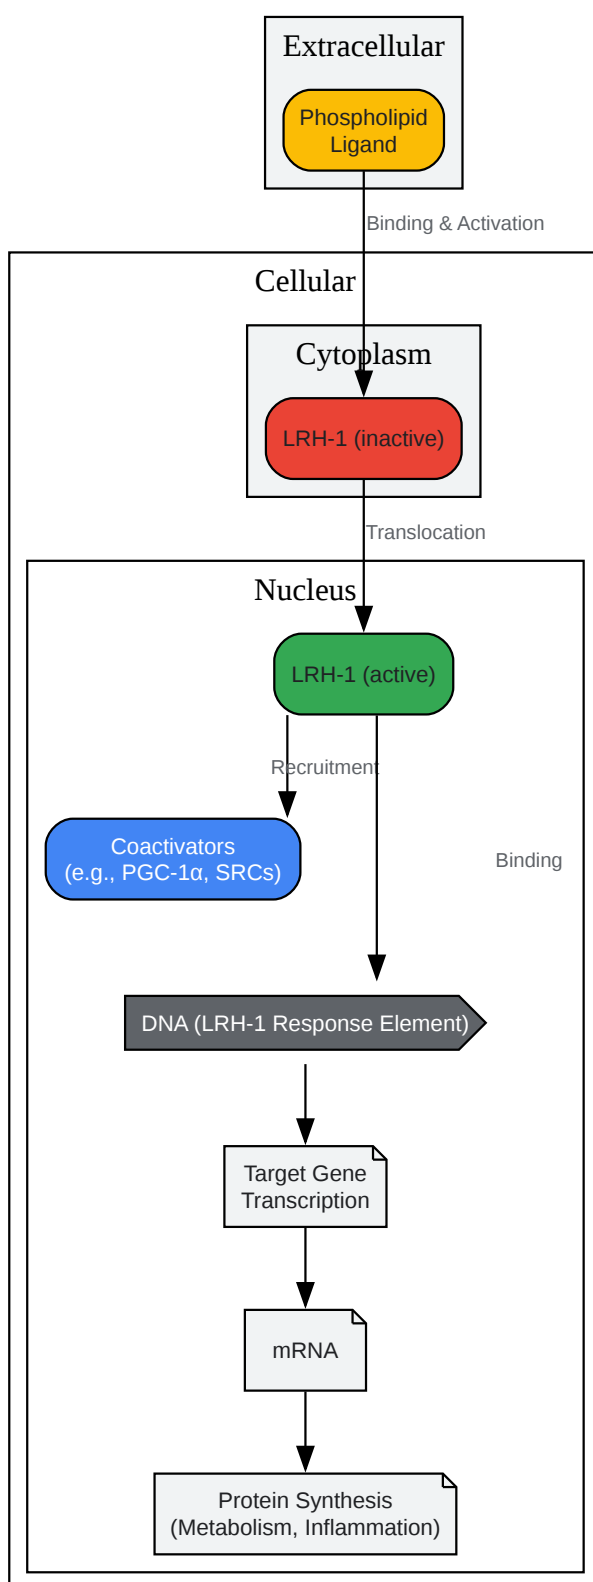 Extracellular
Phospholipid
Ligand
Binding & Activation
Cellular
Cytoplasm
LRH-1 (inactive)
Translocation
Nucleus
LRH-1 (active)
Recruitment
Coactivators
(e.g., PGC-1α, SRCs)
Binding
DNA (LRH-1 Response Element)
Target Gene
Transcription
mRNA
Protein Synthesis
(Metabolism, Inflammation)